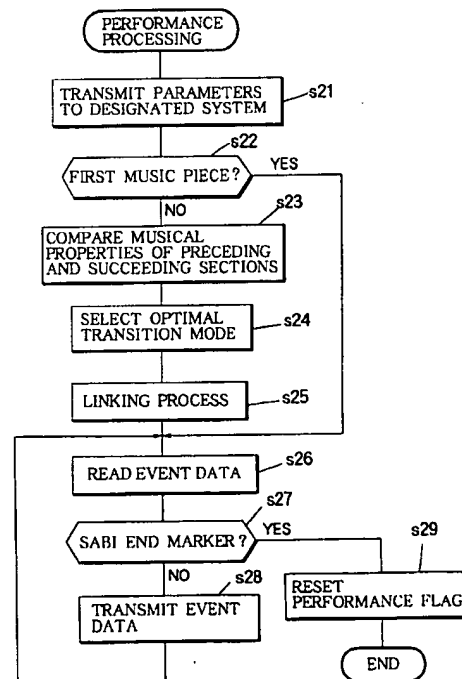 PERFORMANCE
PROCESSING
TRANSMIT PARAMETERS
TO DESIGNATED SYSTEM
s21
s22
FIRST MUSIC PIECE?
YES
NO
s23
COMPARE MUSICAL
PROPERTIES OF PRECEDING
AND SUCCEEDING SECTIONS
SELECT OPTIMAL
TRANSITION MODE
s24
LINKING PROCESS
s25
READ EVENT DATA
s26
s27
SABI END MARKER?
YES
NO
s28
s29
TRANSMIT EVENT
DATA
RESET
PERFORMANCE FLAG
END